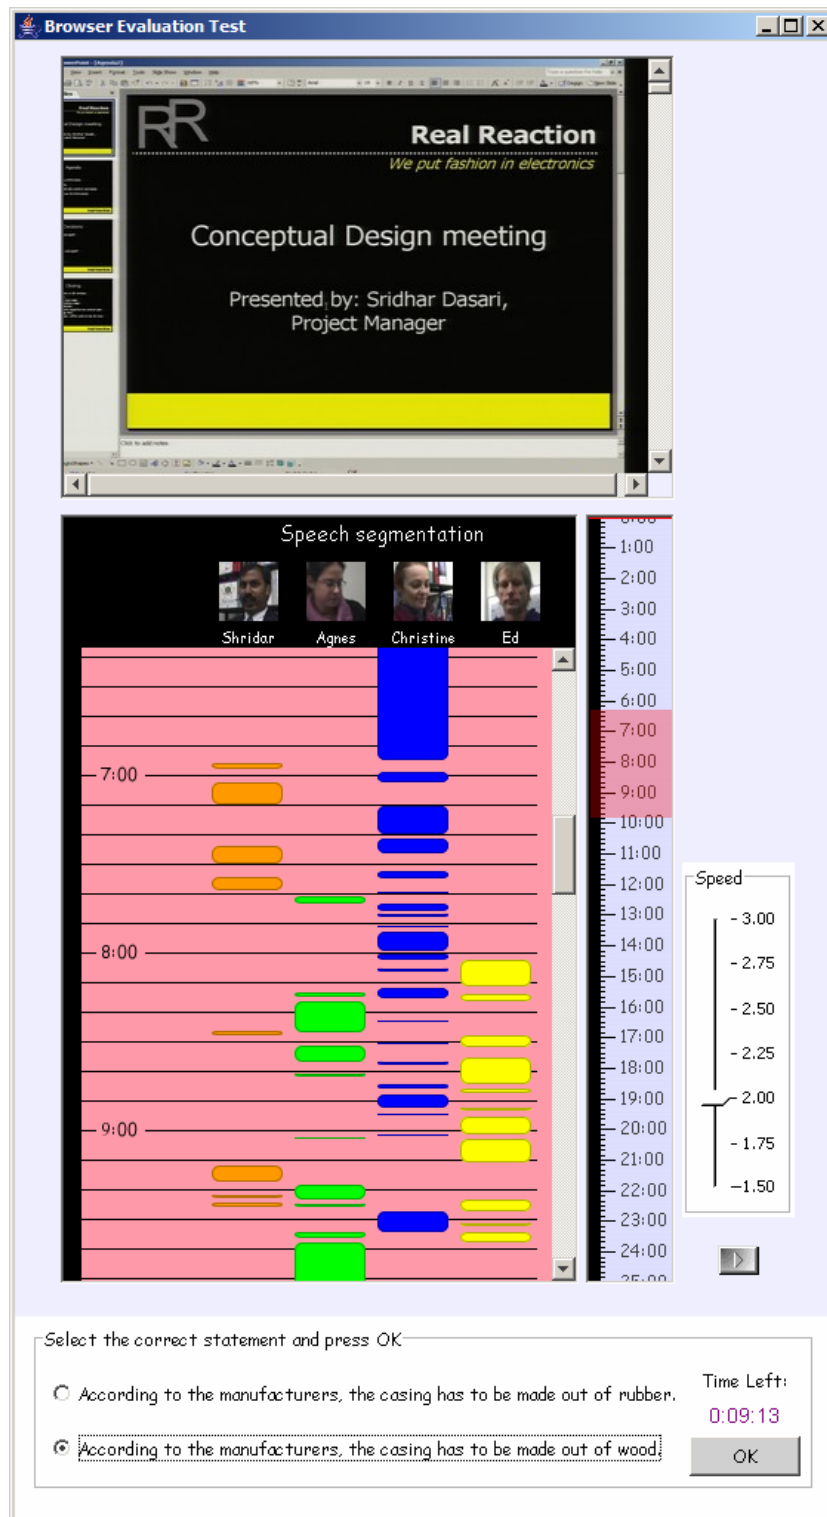 Browser Evaluation Test
RR
Real Reaction
We put fashion in electronics
Conceptual Design meeting
Presented by: Sridhar Dasari,
Project Manager
Click to add notes
Speech segmentation
Shridar Agnes Christine Ed
7:00
8:00
9:00
1:00
2:00
3:00
4:00
5:00
6:00
7:00
8:00
9:00
10:00
11:00
12:00
13:00
14:00
15:00
16:00
17:00
18:00
19:00
20:00
21:00
22:00
23:00
24:00
25:00
Speed
3.00
2.75
2.50
2.25
2.00
1.75
1.50
Select the correct statement and press OK
According to the manufacturers, the casing has to be made out of rubber.
According to the manufacturers, the casing has to be made out of wood.
Time Left:
0:09:13
OK